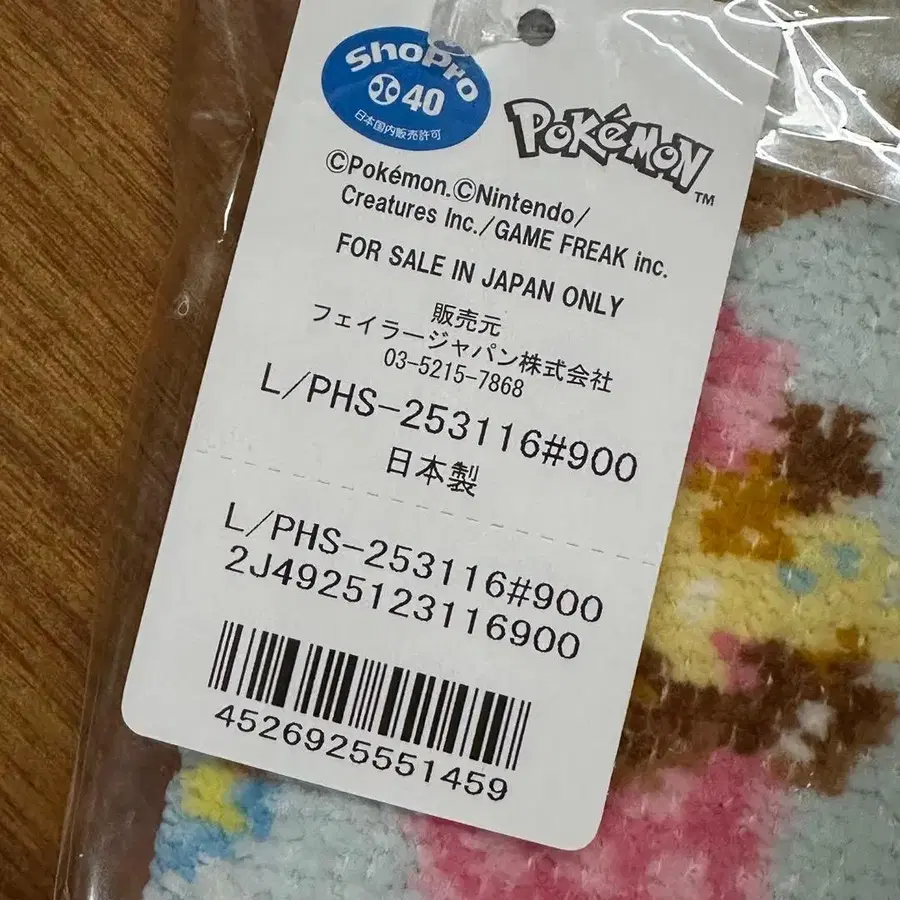 ShoPro
40
日本国内販売許可
POKéMON™
©Pokémon.©Nintendo/
Creatures Inc./GAME FREAK inc.
FOR SALE IN JAPAN ONLY
販売元
フェイラージャパン株式会社
03-5215-7868
L/PHS-253116#900
日本製
L/PHS-253116#900
2J4925123116900
4526925551459